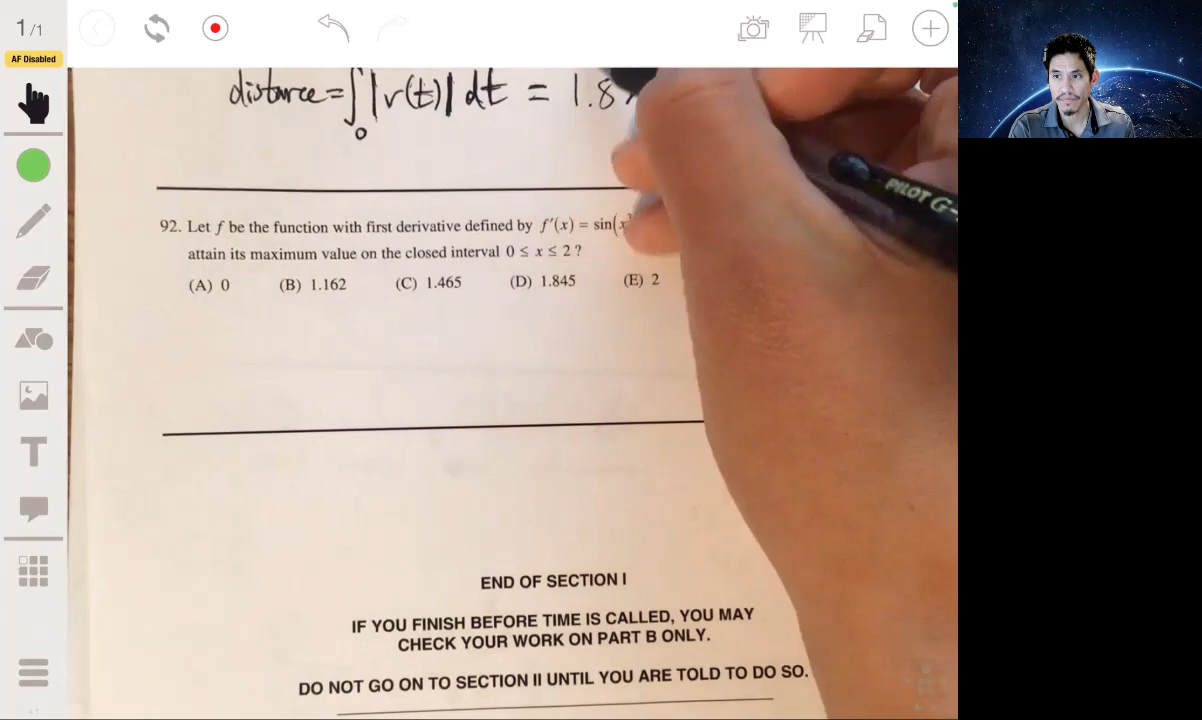 1/1
AF Disabled
distance = ∫ |v(t)| dt = 1.8
0
PILOT G-
92. Let f be the function with first derivative defined by f′(x) = sin(x³
attain its maximum value on the closed interval 0 ≤ x ≤ 2 ?
(A) 0 (B) 1.162 (C) 1.465 (D) 1.845 (E) 2
T
END OF SECTION I
IF YOU FINISH BEFORE TIME IS CALLED, YOU MAY
CHECK YOUR WORK ON PART B ONLY.
DO NOT GO ON TO SECTION II UNTIL YOU ARE TOLD TO DO SO.